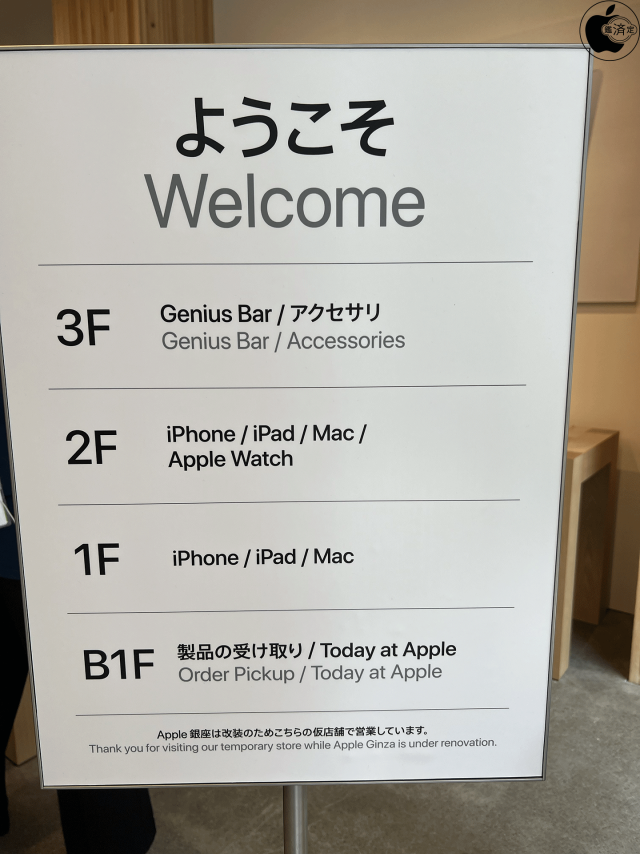 ようこそ
Welcome
3F
Genius Bar / アクセサリ
Genius Bar / Accessories
2F
iPhone / iPad / Mac /
Apple Watch
1F
iPhone / iPad / Mac
B1F
製品の受け取り / Today at Apple
Order Pickup / Today at Apple
Apple 銀座は改装のためこちらの仮店舗で営業しています。
Thank you for visiting our temporary store while Apple Ginza is under renovation.